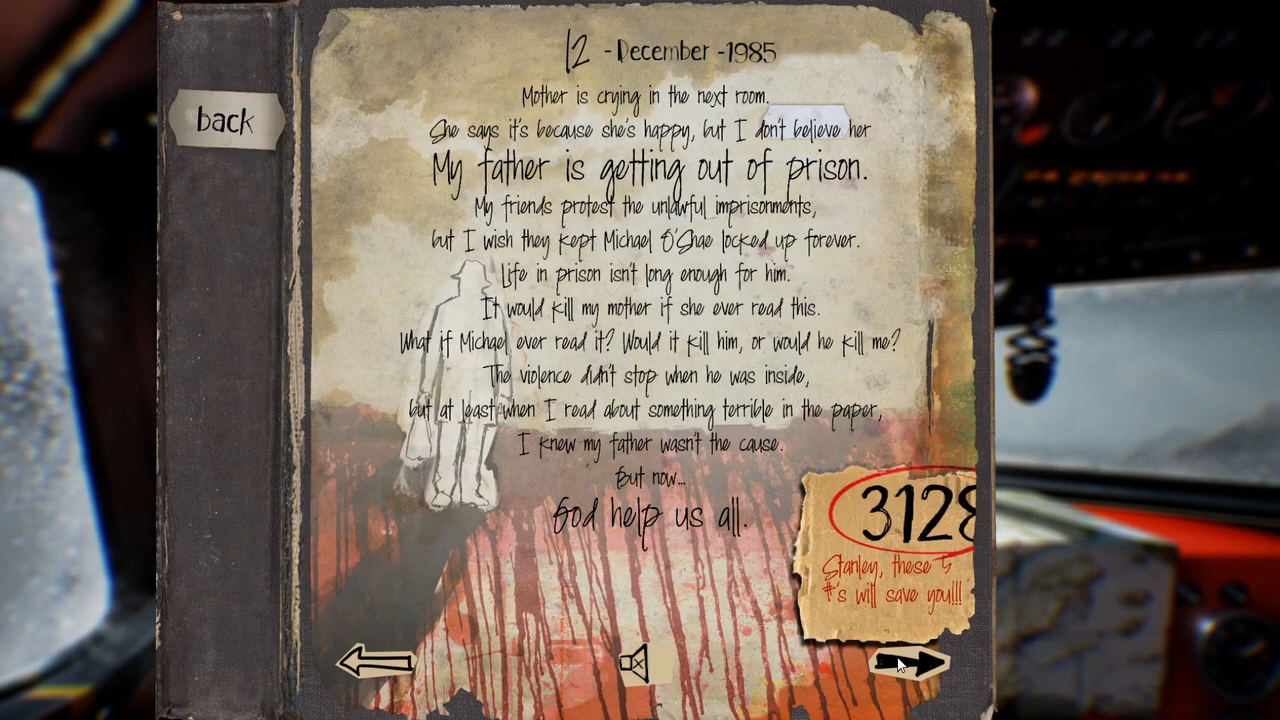 back
12 - December - 1985
Mother is crying in the next room.
She says it's because she's happy, but I don't believe her
My father is getting out of prison.
My friends protest the unlawful imprisonments,
but I wish they kept Michael O'Shae locked up forever.
Life in prison isn't long enough for him.
It would kill my mother if she ever read this.
What if Michael ever read it? Would it kill him, or would he kill me?
The violence didn't stop when he was inside,
but at least when I read about something terrible in the paper,
I knew my father wasn't the cause.
But now...
God help us all.
3128
Stanley, these 5
#'s will save you!!!